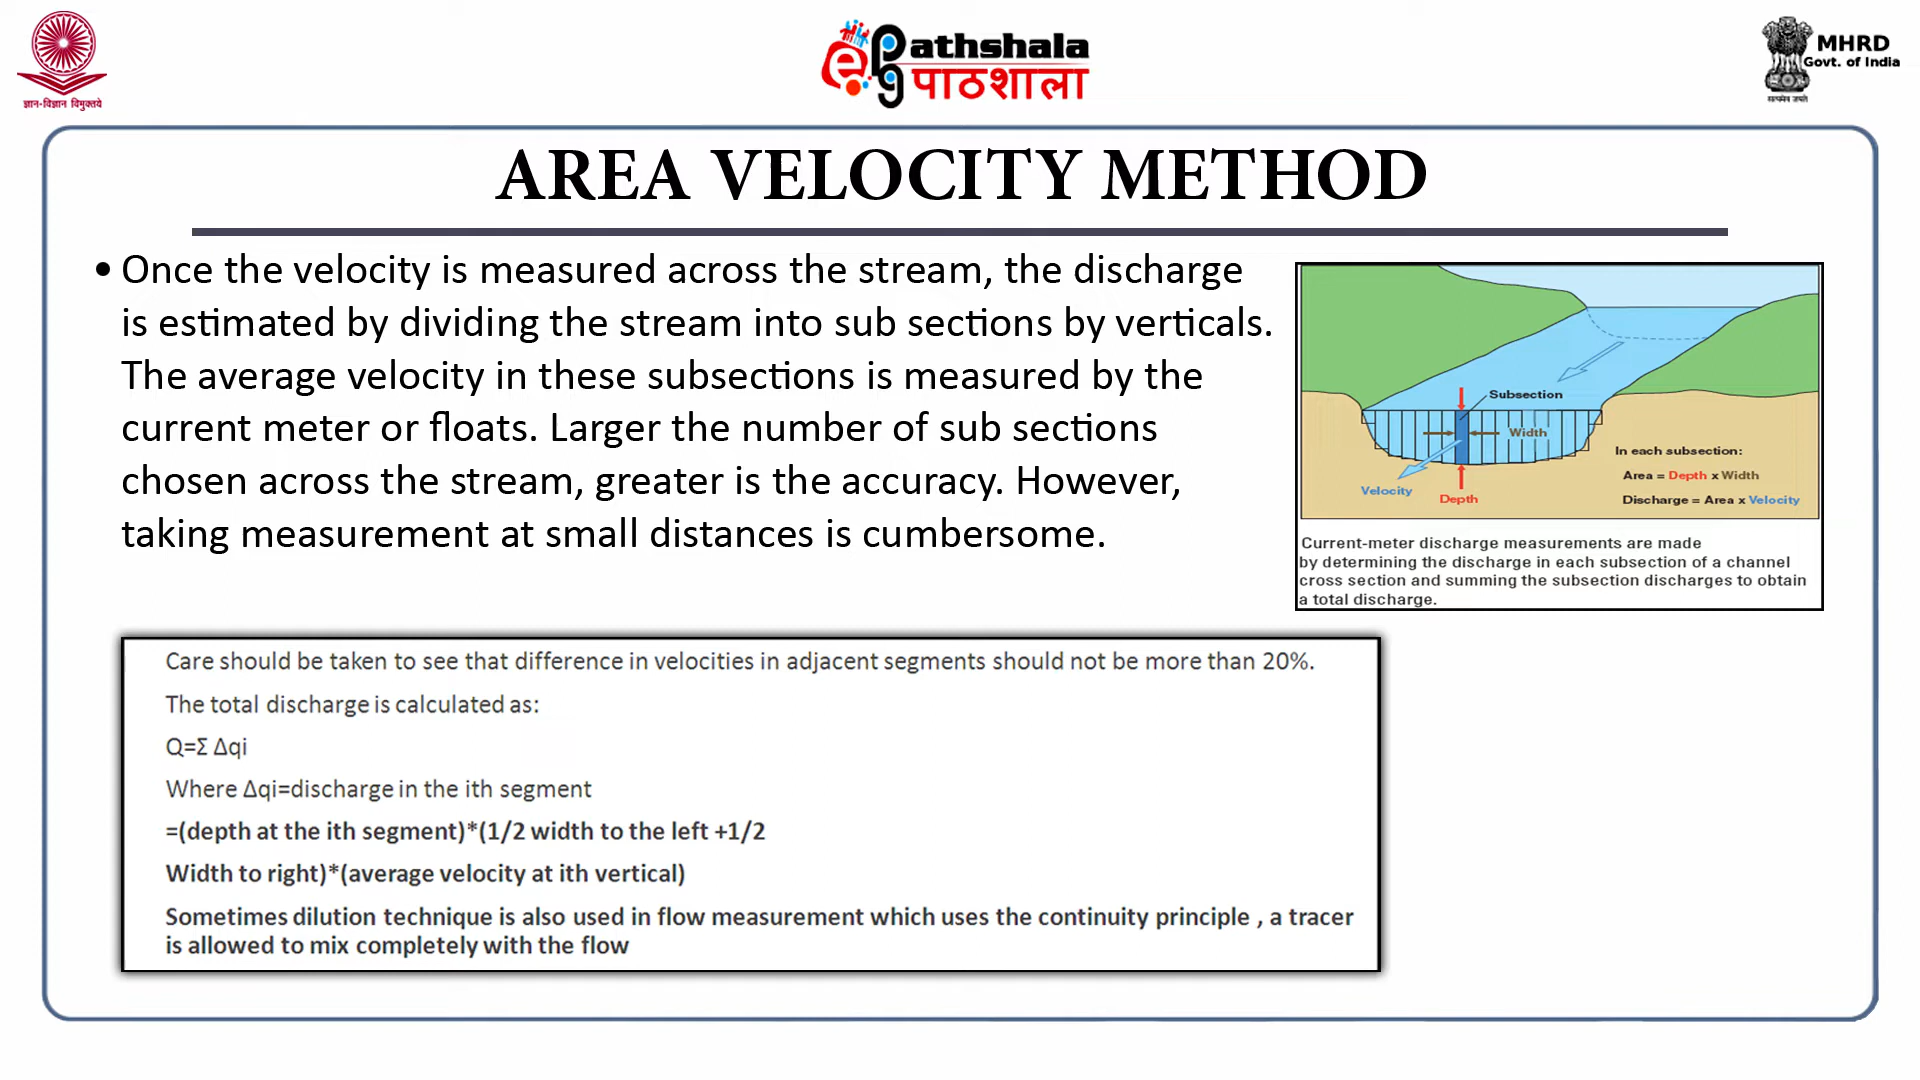 ज्ञान-विज्ञान विमुक्तये
ePG Pathshala
पाठशाला
MHRD
Govt. of India
सत्यमेव जयते
AREA VELOCITY METHOD
• Once the velocity is measured across the stream, the discharge
is estimated by dividing the stream into sub sections by verticals.
The average velocity in these subsections is measured by the
current meter or floats. Larger the number of sub sections
chosen across the stream, greater is the accuracy. However,
taking measurement at small distances is cumbersome.
Subsection
Width
Velocity
Depth
In each subsection:
Area = Depth x Width
Discharge = Area x Velocity
Current-meter discharge measurements are made
by determining the discharge in each subsection of a channel
cross section and summing the subsection discharges to obtain
a total discharge.
Care should be taken to see that difference in velocities in adjacent segments should not be more than 20%.
The total discharge is calculated as:
Q=Σ Δqi
Where Δqi=discharge in the ith segment
=(depth at the ith segment)*(1/2 width to the left +1/2
Width to right)*(average velocity at ith vertical)
Sometimes dilution technique is also used in flow measurement which uses the continuity principle , a tracer
is allowed to mix completely with the flow